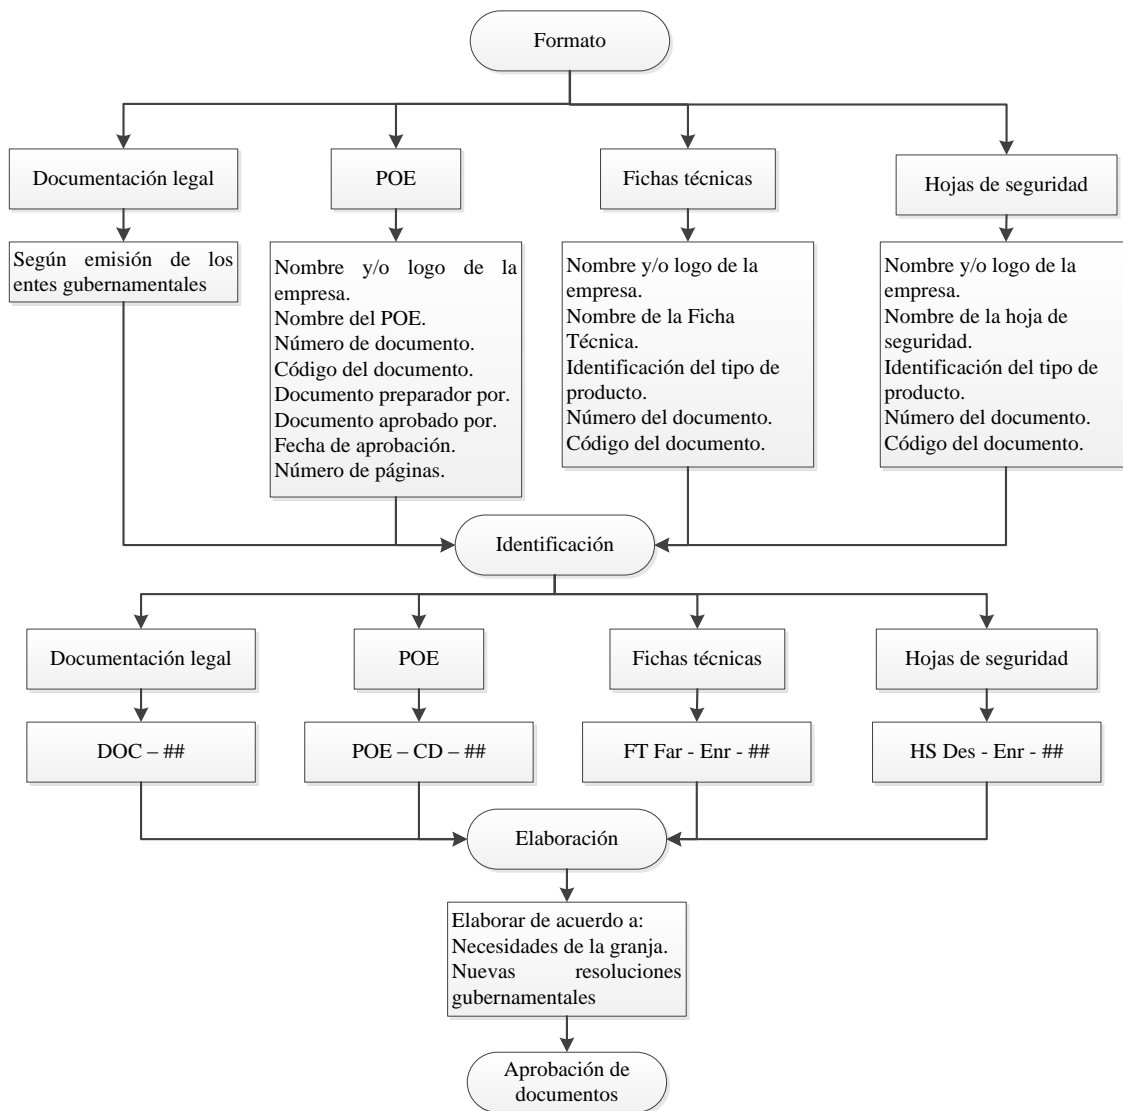 Formato
Documentación legal
POE
Fichas técnicas
Hojas de seguridad
Según emisión de los
entes gubernamentales
Nombre y/o logo de la
empresa.
Nombre del POE.
Número de documento.
Código del documento.
Documento preparador por.
Documento aprobado por.
Fecha de aprobación.
Número de páginas.
Nombre y/o logo de la
empresa.
Nombre de la Ficha
Técnica.
Identificación del tipo de
producto.
Número del documento.
Código del documento.
Nombre y/o logo de la
empresa.
Nombre de la hoja de
seguridad.
Identificación del tipo de
producto.
Número del documento.
Código del documento.
Identificación
Documentación legal
POE
Fichas técnicas
Hojas de seguridad
DOC – ##
POE – CD – ##
FT Far - Enr - ##
HS Des - Enr - ##
Elaboración
Elaborar de acuerdo a:
Necesidades de la granja.
Nuevas resoluciones
gubernamentales
Aprobación de
documentos